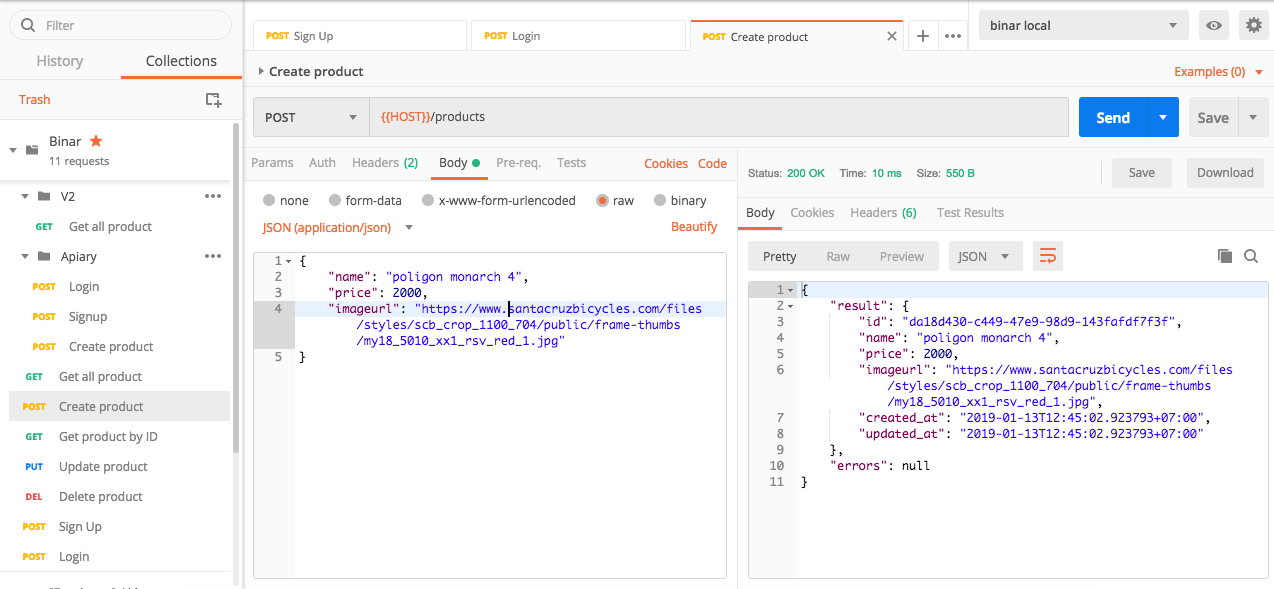 Filter
History Collections
Trash
Binar
11 requests
V2
GET Get all product
Apiary
POST Login
POST Signup
POST Create product
GET Get all product
POST Create product
GET Get product by ID
PUT Update product
DEL Delete product
POST Sign Up
POST Login
POST Sign Up
POST Login
POST Create product
binar local
Create product
Examples (0)
POST {{HOST}}/products
Send Save
Params Auth Headers (2) Body Pre-req. Tests Cookies Code
none form-data x-www-form-urlencoded raw binary
JSON (application/json) Beautify
1 {
2 "name": "poligon monarch 4",
3 "price": 2000,
4 "imageurl": "https://www.santacruzbicycles.com/files
/styles/scb_crop_1100_704/public/frame-thumbs
/my18_5010_xx1_rsv_red_1.jpg"
5 }
Status: 200 OK Time: 10 ms Size: 550 B Save Download
Body Cookies Headers (6) Test Results
Pretty Raw Preview JSON
1 {
2 "result": {
3 "id": "da18d430-c449-47e9-98d9-143fafdf7f3f",
4 "name": "poligon monarch 4",
5 "price": 2000,
6 "imageurl": "https://www.santacruzbicycles.com/files
/styles/scb_crop_1100_704/public/frame-thumbs
/my18_5010_xx1_rsv_red_1.jpg",
7 "created_at": "2019-01-13T12:45:02.923793+07:00",
8 "updated_at": "2019-01-13T12:45:02.923793+07:00"
9 },
10 "errors": null
11 }